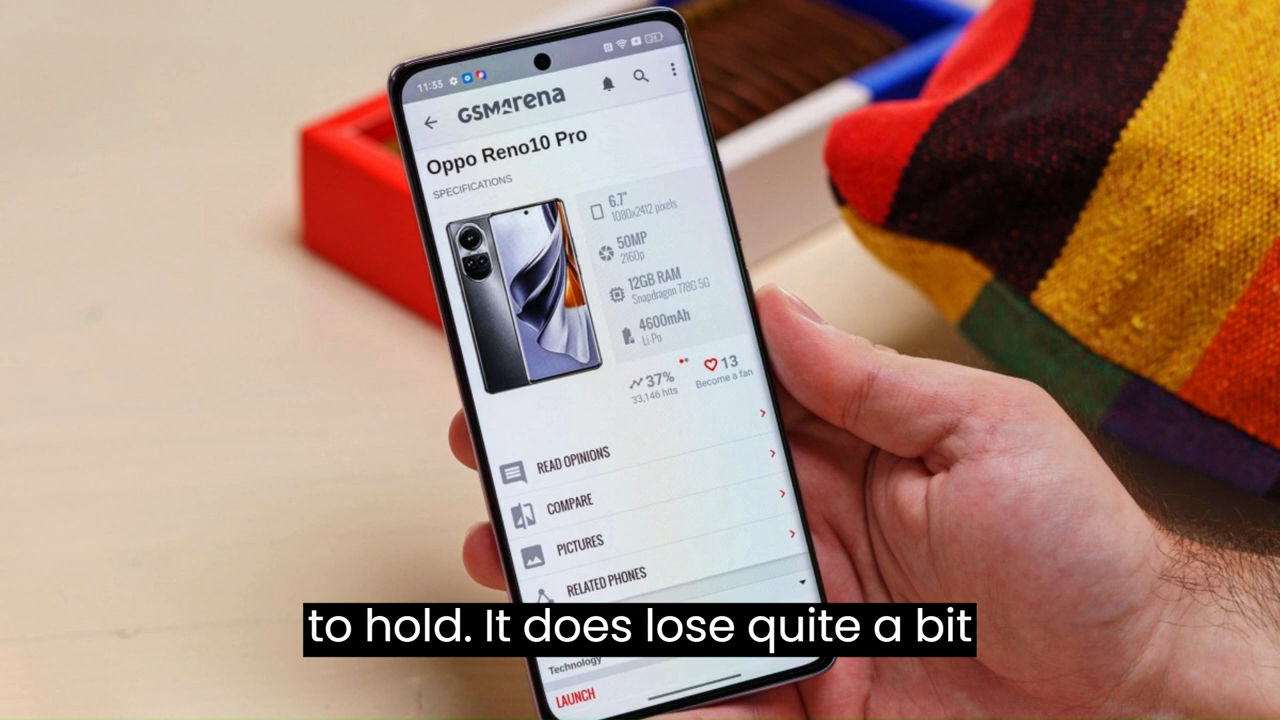 11:33
GSMArena
Oppo Reno10 Pro
SPECIFICATIONS
6.7"
1080x2412 pixels
50MP
2160p
12GB RAM
Snapdragon 778G 5G
4600mAh
Li-Po
37%
33,146 hits
13
Become a fan
READ OPINIONS
COMPARE
PICTURES
RELATED PHONES
to hold. It does lose quite a bit
Technology
LAUNCH